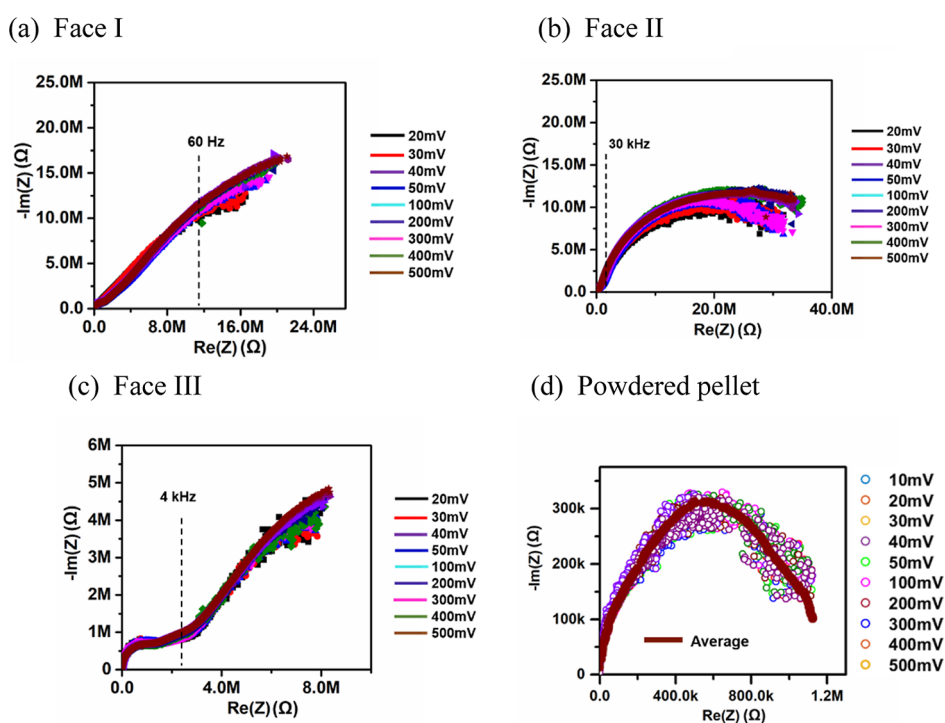 (a) Face I
25.0M
20.0M
15.0M
10.0M
5.0M
0.0
-Im(Z) (Ω)
60 Hz
0.0 8.0M 16.0M 24.0M
Re(Z) (Ω)
20mV
30mV
40mV
50mV
100mV
200mV
300mV
400mV
500mV
(b) Face II
25.0M
20.0M
15.0M
10.0M
5.0M
0.0
-Im(Z) (Ω)
30 kHz
0.0 20.0M 40.0M
Re(Z) (Ω)
20mV
30mV
40mV
50mV
100mV
200mV
300mV
400mV
500mV
(c) Face III
6M
5M
4M
3M
2M
1M
0
-Im(Z) (Ω)
4 kHz
0.0 4.0M 8.0M
Re(Z) (Ω)
20mV
30mV
40mV
50mV
100mV
200mV
300mV
400mV
500mV
(d) Powdered pellet
300k
200k
100k
0
-Im(Z) (Ω)
Average
0.0 400.0k 800.0k 1.2M
Re(Z) (Ω)
10mV
20mV
30mV
40mV
50mV
100mV
200mV
300mV
400mV
500mV